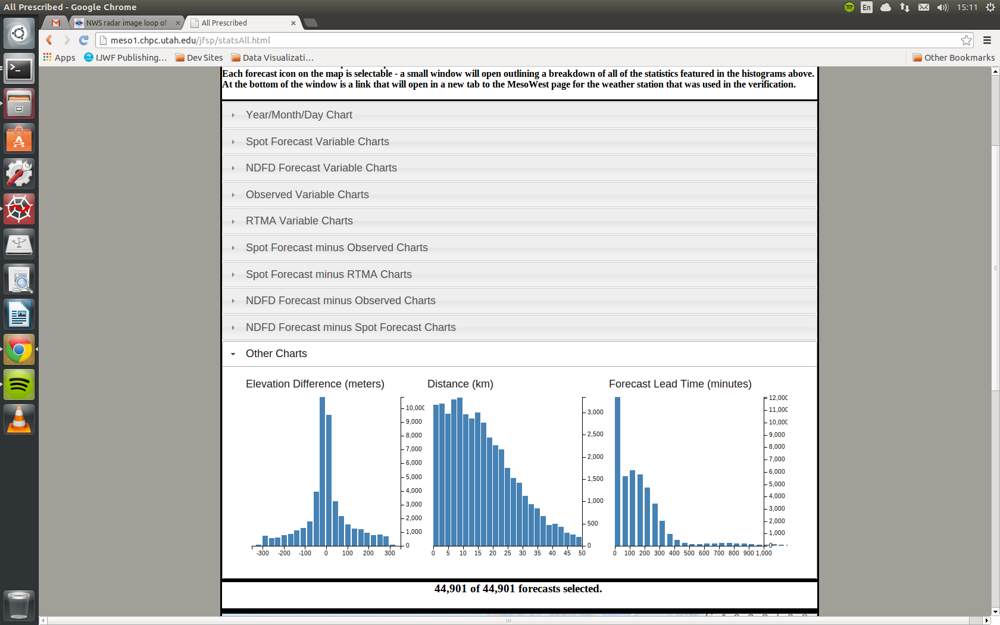 All Prescribed - Google Chrome
En
15:11
NWS radar image loop of
All Prescribed
meso1.chpc.utah.edu/jfsp/statsAll.html
Apps
IJWF Publishing...
Dev Sites
Data Visualizati...
Other Bookmarks
Each forecast icon on the map is selectable - a small window will open outlining a breakdown of all of the statistics featured in the histograms above.
At the bottom of the window is a link that will open in a new tab to the MesoWest page for the weather station that was used in the verification.
Year/Month/Day Chart
Spot Forecast Variable Charts
NDFD Forecast Variable Charts
Observed Variable Charts
RTMA Variable Charts
Spot Forecast minus Observed Charts
Spot Forecast minus RTMA Charts
NDFD Forecast minus Observed Charts
NDFD Forecast minus Spot Forecast Charts
Other Charts
Elevation Difference (meters)
10,000
9,000
8,000
7,000
6,000
5,000
4,000
3,000
2,000
1,000
0
-300 -200 -100 0 100 200 300
Distance (km)
3,000
2,500
2,000
1,500
1,000
500
0
0 5 10 15 20 25 30 35 40 45 50
Forecast Lead Time (minutes)
12,000
11,000
10,000
9,000
8,000
7,000
6,000
5,000
4,000
3,000
2,000
1,000
0
0 100 200 300 400 500 600 700 800 900 1,000
44,901 of 44,901 forecasts selected.